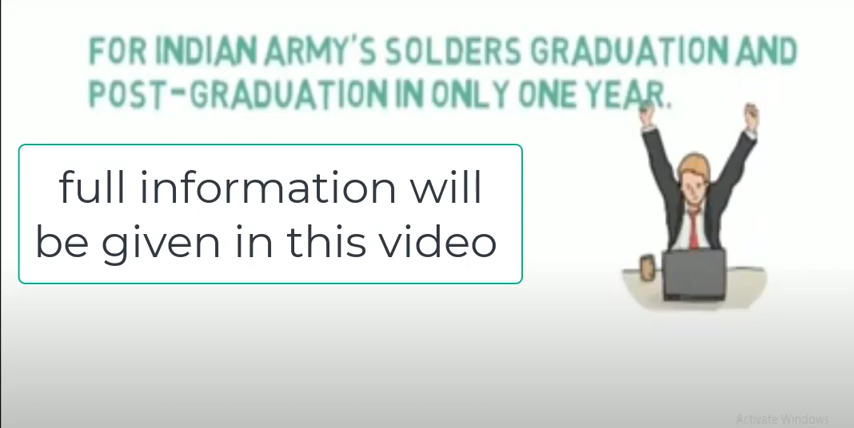 FOR INDIAN ARMY'S SOLDERS GRADUATION AND
POST-GRADUATION IN ONLY ONE YEAR.
full information will
be given in this video
Activate Windows